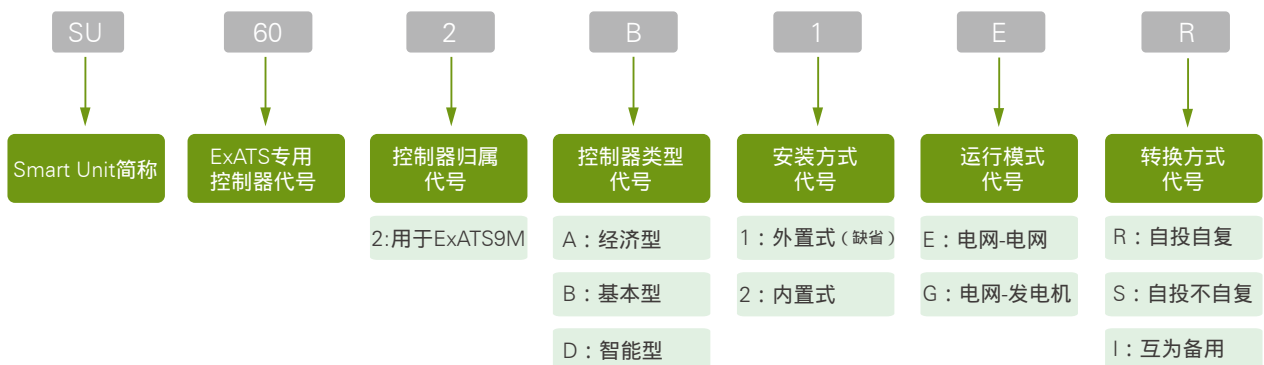 SU
60
2
B
1
E
R
Smart Unit简称
ExATS专用
控制器代号
控制器归属
代号
控制器类型
代号
安装方式
代号
运行模式
代号
转换方式
代号
2:用于ExATS9M
A：经济型
1：外置式（缺省）
E：电网-电网
R：自投自复
B：基本型
2：内置式
G：电网-发电机
S：自投不自复
D：智能型
I：互为备用